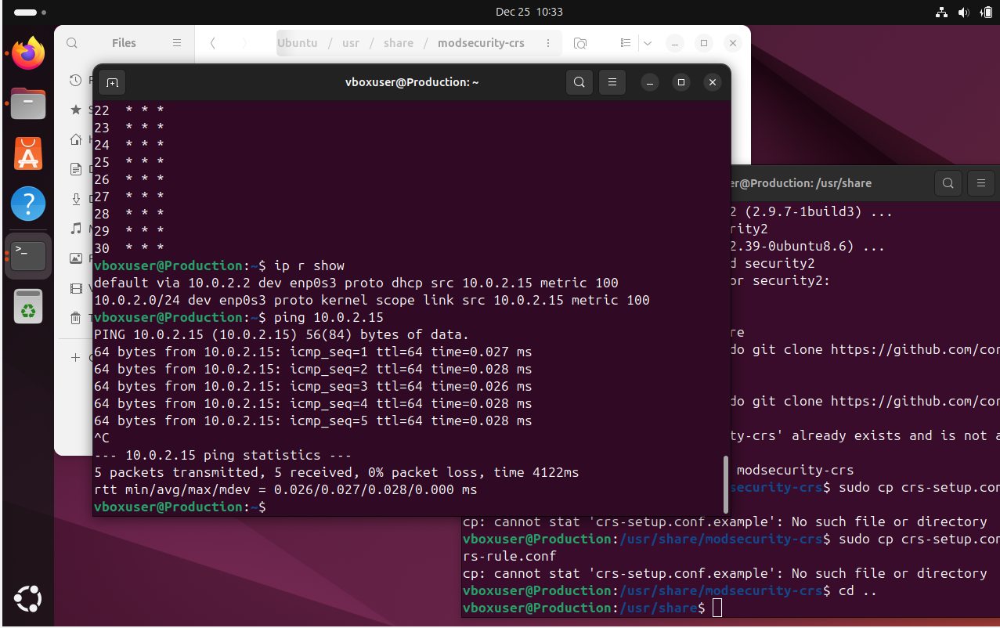 Dec 25 10:33
Files
Ubuntu / usr / share / modsecurity-crs
vboxuser@Production: ~
22 * * *
23 * * *
24 * * *
25 * * *
26 * * *
27 * * *
28 * * *
29 * * *
30 * * *
vboxuser@Production:~$ ip r show
default via 10.0.2.2 dev enp0s3 proto dhcp src 10.0.2.15 metric 100
10.0.2.0/24 dev enp0s3 proto kernel scope link src 10.0.2.15 metric 100
vboxuser@Production:~$ ping 10.0.2.15
PING 10.0.2.15 (10.0.2.15) 56(84) bytes of data.
64 bytes from 10.0.2.15: icmp_seq=1 ttl=64 time=0.027 ms
64 bytes from 10.0.2.15: icmp_seq=2 ttl=64 time=0.028 ms
64 bytes from 10.0.2.15: icmp_seq=3 ttl=64 time=0.026 ms
64 bytes from 10.0.2.15: icmp_seq=4 ttl=64 time=0.028 ms
64 bytes from 10.0.2.15: icmp_seq=5 ttl=64 time=0.028 ms
^C
--- 10.0.2.15 ping statistics ---
5 packets transmitted, 5 received, 0% packet loss, time 4122ms
rtt min/avg/max/mdev = 0.026/0.027/0.028/0.000 ms
vboxuser@Production:~$
er@Production: /usr/share
2 (2.9.7-1build3) ...
rity2
2.39-0ubuntu8.6) ...
d security2
or security2:
re
do git clone https://github.com/cor
do git clone https://github.com/cor
ty-crs' already exists and is not a
modsecurity-crs
security-crs$ sudo cp crs-setup.con
cp: cannot stat 'crs-setup.conf.example': No such file or directory
vboxuser@Production:/usr/share/modsecurity-crs$ sudo cp crs-setup.con
rs-rule.conf
cp: cannot stat 'crs-setup.conf.example': No such file or directory
vboxuser@Production:/usr/share/modsecurity-crs$ cd ..
vboxuser@Production:/usr/share$